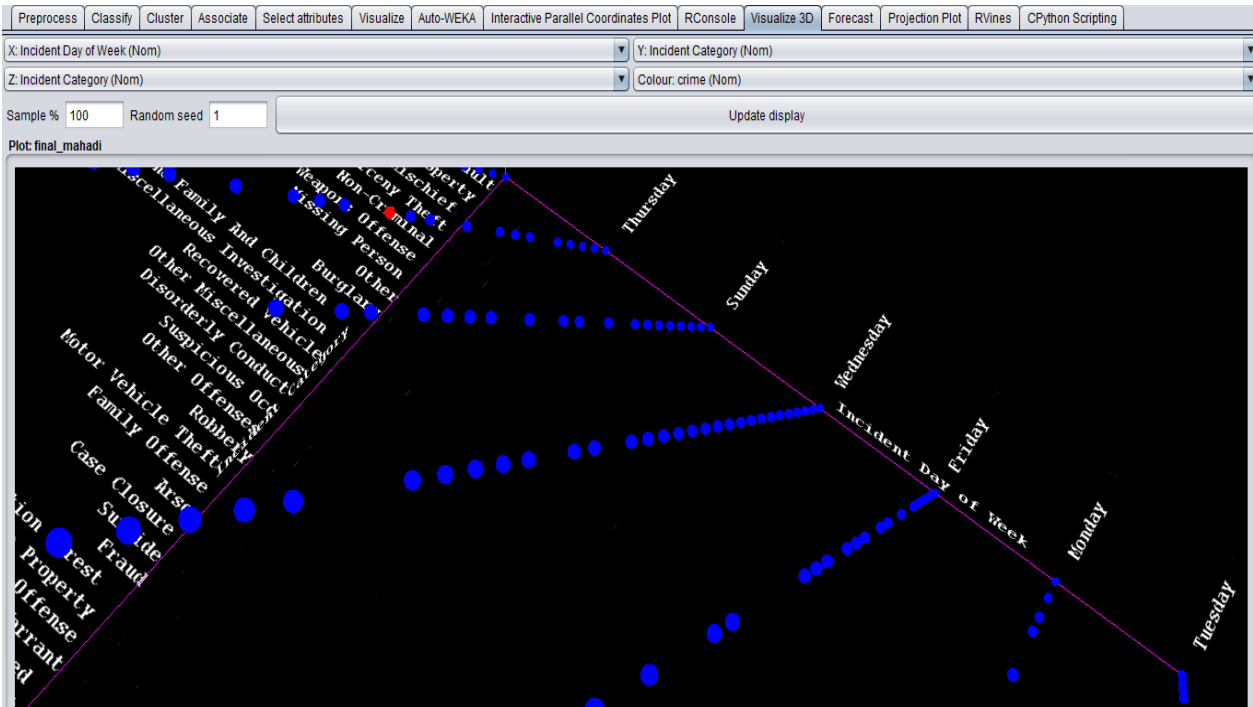 Preprocess Classify Cluster Associate Select attributes Visualize Auto-WEKA Interactive Parallel Coordinates Plot RConsole Visualize 3D Forecast Projection Plot RVines CPython Scripting
X: Incident Day of Week (Nom) Y: Incident Category (Nom)
Z: Incident Category (Nom) Colour: crime (Nom)
Sample % 100 Random seed 1 Update display
Plot: final_mahadi
Larceny Theft
Non-Criminal
Weapons Offense
Missing Person
Other
Burglary
Family And Children
Miscellaneous Investigation
Recovered Vehicle
Other Miscellaneous
Disorderly Conduct
Suspicious Occ
Other Offenses
Robbery
Motor Vehicle Theft
Family Offense
Arson
Case Closure
Suicide
Fraud
Property
Offense
Thursday
Sunday
Wednesday
Incident Day of Week
Friday
Monday
Tuesday